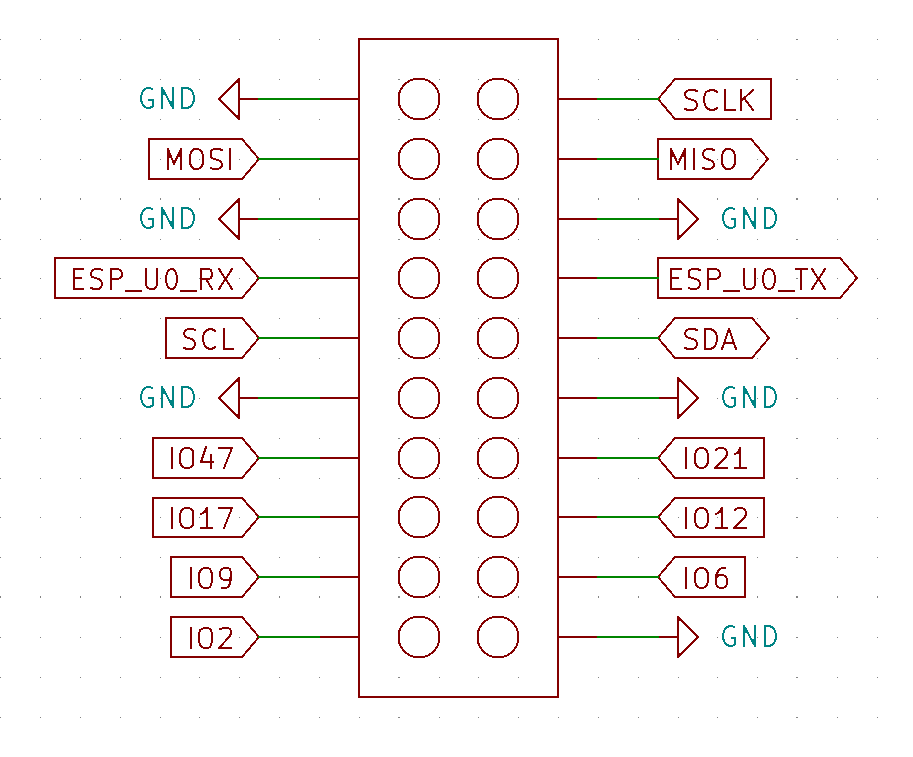 GND SCLK
MOSI MISO
GND GND
ESP_U0_RX ESP_U0_TX
SCL SDA
GND GND
IO47 IO21
IO17 IO12
IO9 IO6
IO2 GND